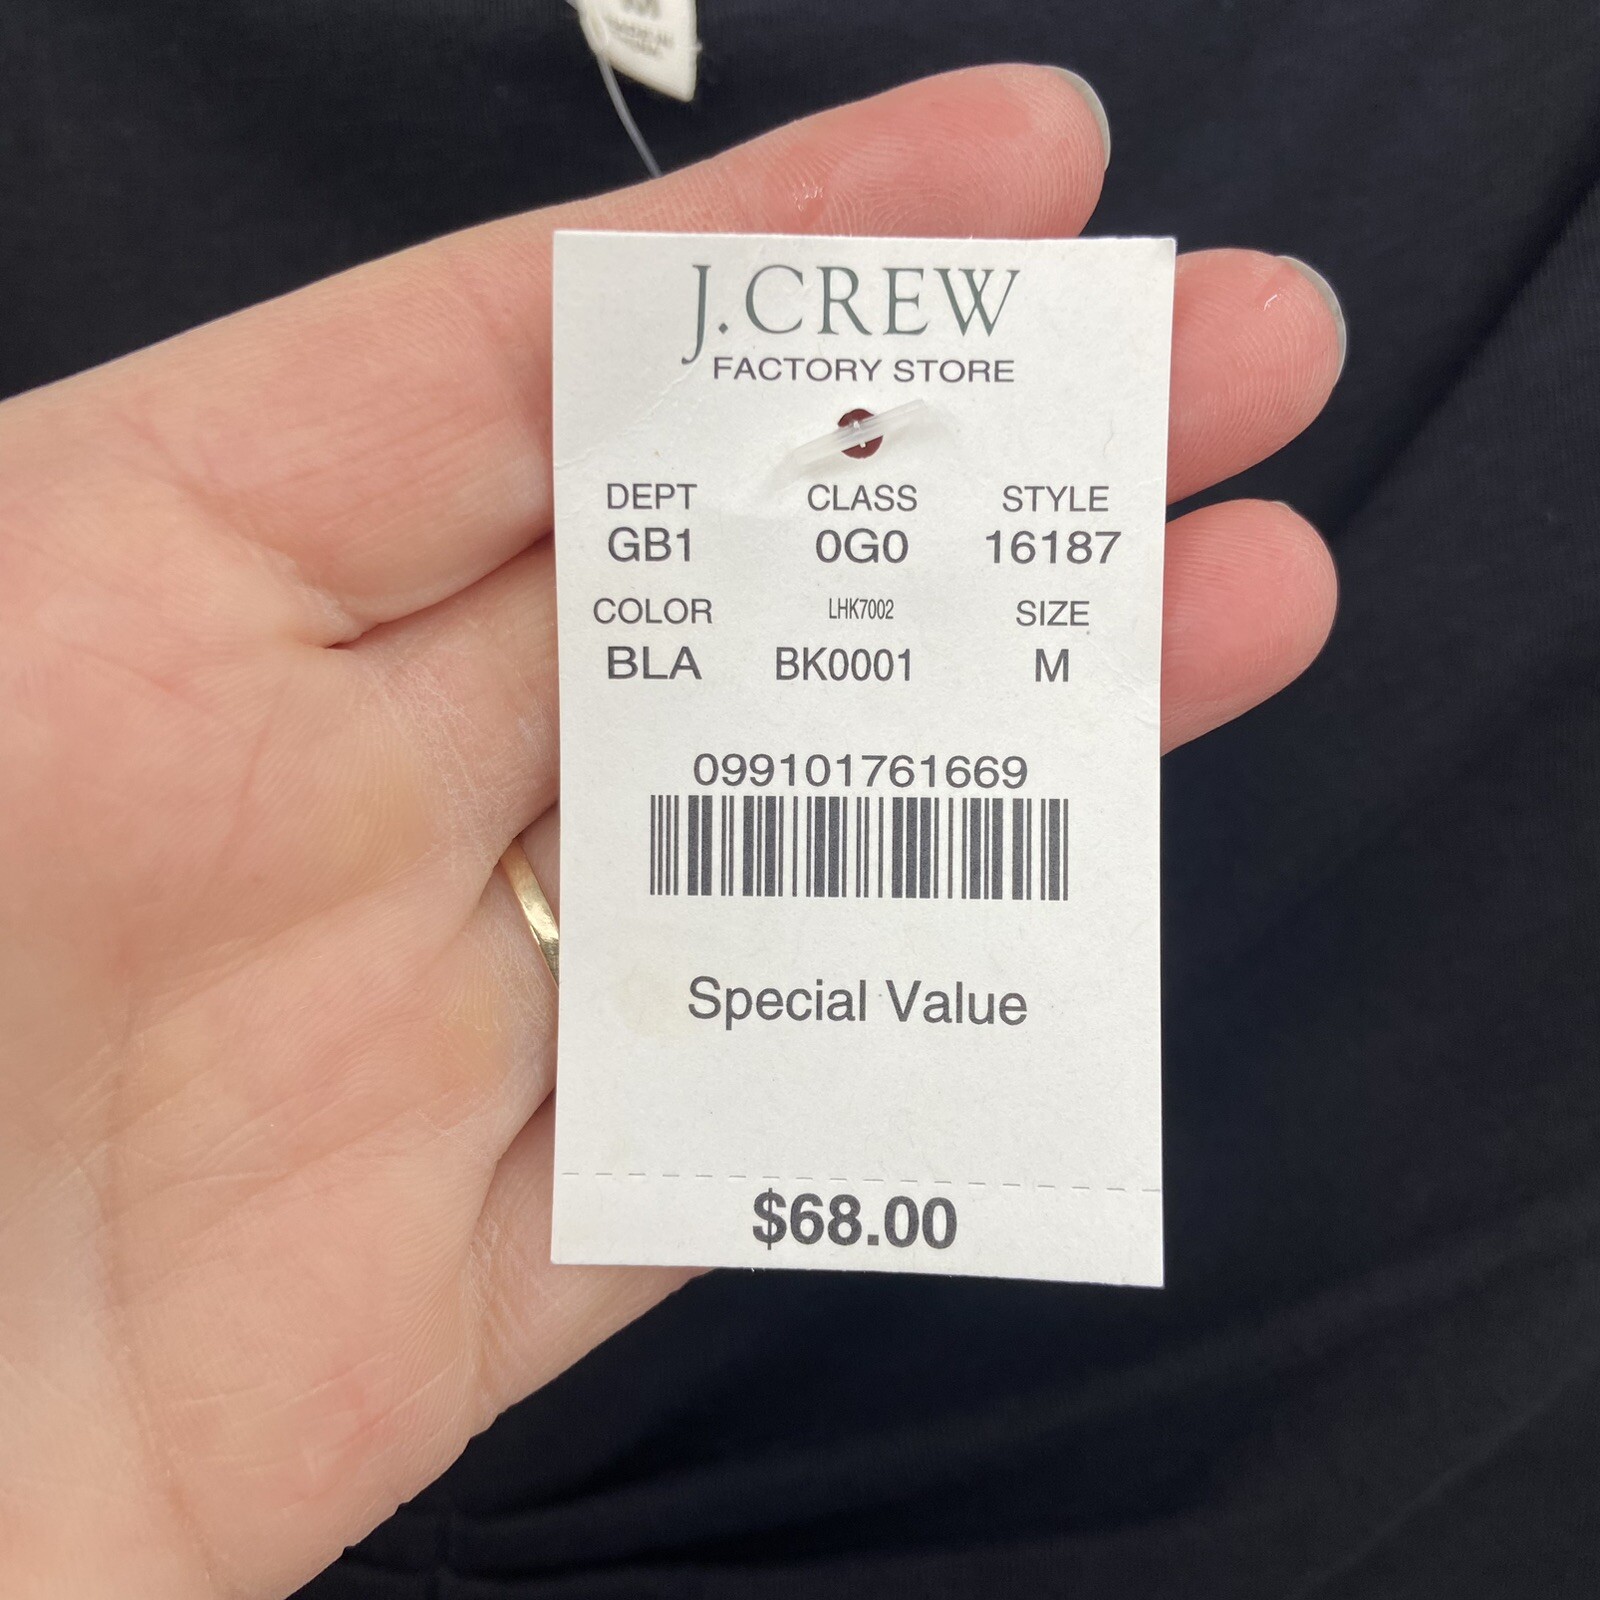 J.CREW
FACTORY STORE
DEPT CLASS STYLE
GB1 0G0 16187
COLOR LHK7002 SIZE
BLA BK0001 M
099101761669
Special Value
$68.00